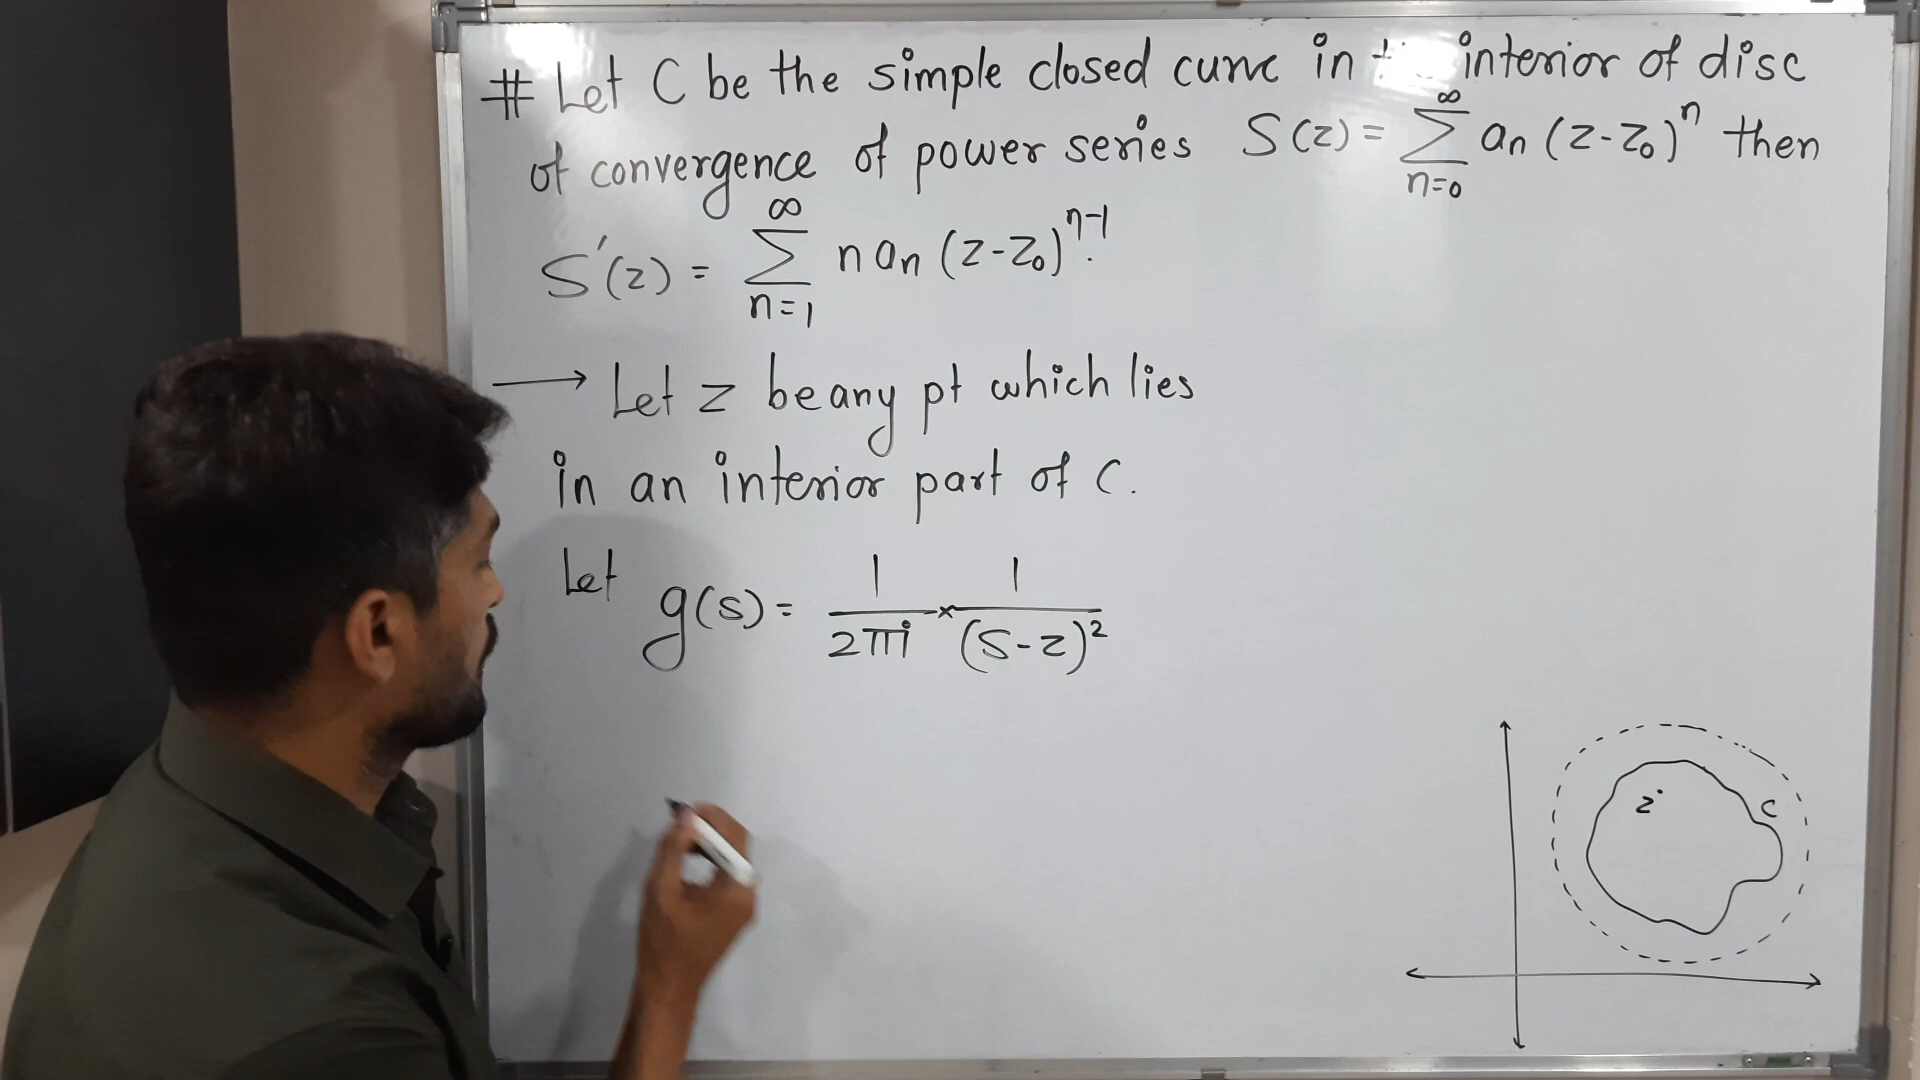 # Let C be the simple closed curve in interior of disc
of convergence of power series S(z) = ∑_{n=0}^{∞} an (z-z₀)ⁿ then
S'(z) = ∑_{n=1}^{∞} n an (z-z₀)ⁿ⁻¹.
→ Let z be any pt which lies
in an interior part of C.
Let g(s) = 1/2πi × 1/(s-z)²
z C